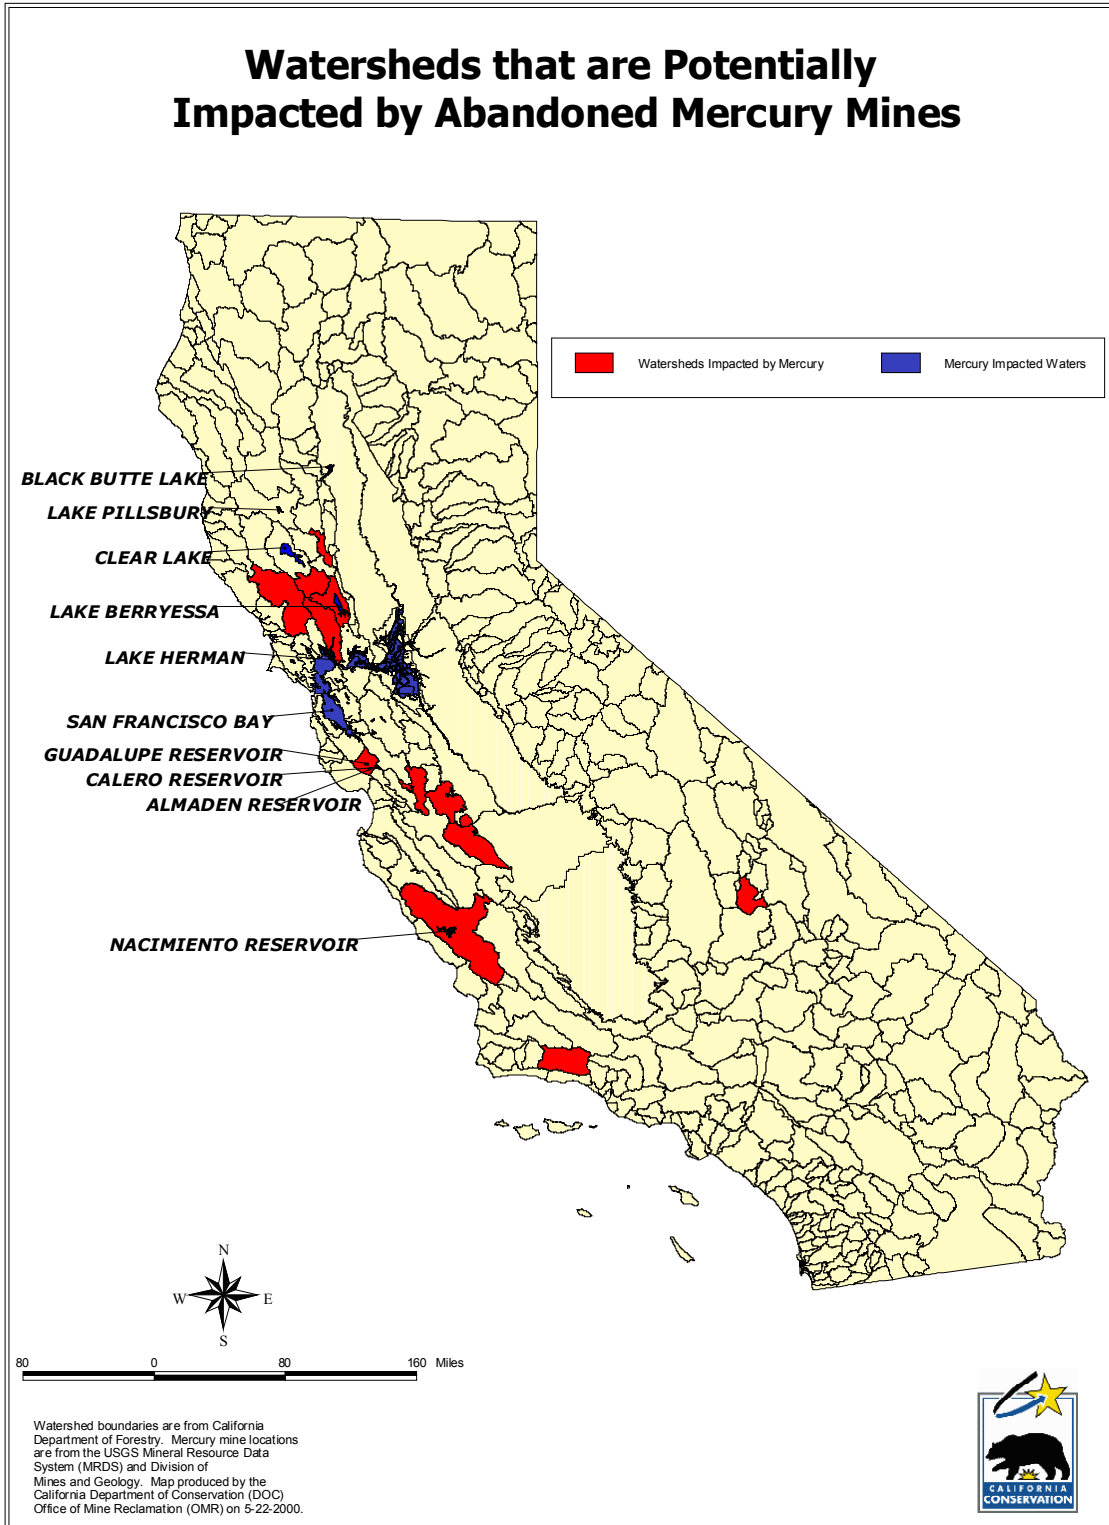 Watersheds that are Potentially
Impacted by Abandoned Mercury Mines
Watersheds Impacted by Mercury
Mercury Impacted Waters
BLACK BUTTE LAKE
LAKE PILLSBURY
CLEAR LAKE
LAKE BERRYESSA
LAKE HERMAN
SAN FRANCISCO BAY
GUADALUPE RESERVOIR
CALERO RESERVOIR
ALMADEN RESERVOIR
NACIMIENTO RESERVOIR
N
W E
S
80 0 80 160 Miles
Watershed boundaries are from California
Department of Forestry. Mercury mine locations
are from the USGS Mineral Resource Data
System (MRDS) and Division of
Mines and Geology. Map produced by the
California Department of Conservation (DOC)
Office of Mine Reclamation (OMR) on 5-22-2000.
CALIFORNIA
CONSERVATION